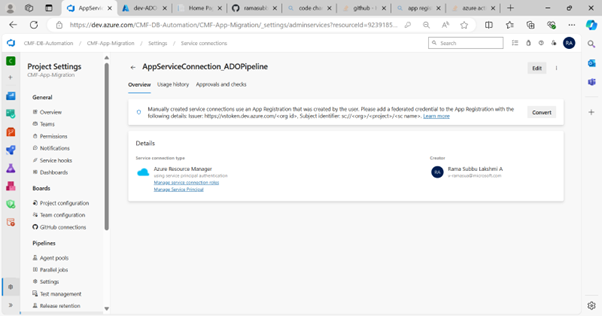 AppServ
dev-ADO
Home Pa
ramasub
code cha
github - l
app regi
azure act
https://dev.azure.com/CMF-DB-Automation/CMF-App-Migration/_settings/adminservices?resourceId=9239185...
CMF-DB-Automation / CMF-App-Migration / Settings / Service connections
Search
RA
C
Project Settings
CMF-App-Migration
General
Overview
Teams
Permissions
Notifications
Service hooks
Dashboards
Boards
Project configuration
Team configuration
GitHub connections
Pipelines
Agent pools
Parallel jobs
Settings
Test management
Release retention
AppServiceConnection_ADOPipeline
Edit
Overview
Usage history
Approvals and checks
Manually created service connections use an App Registration that was created by the user. Please add a federated credential to the App Registration with the
following details: Issuer: https://vstoken.dev.azure.com/<org id>, Subject identifier: sc://<org>/<project>/<sc name>. Learn more
Convert
Details
Service connection type
Azure Resource Manager
using service principal authentication
Manage service connection roles
Manage Service Principal
Creator
RA
Rama Subbu Lakshmi A